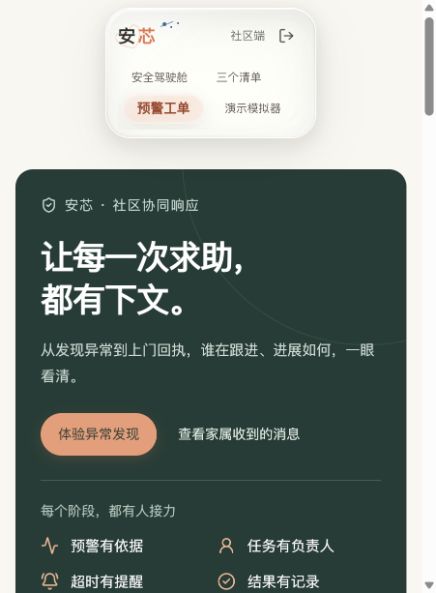 安芯
社区端
安全驾驶舱
三个清单
预警工单
演示模拟器
安芯 · 社区协同响应
让每一次求助，
都有下文。
从发现异常到上门回执，谁在跟进、进展如何，一眼
看清。
体验异常发现
查看家属收到的消息
每个阶段，都有人接力
预警有依据
任务有负责人
超时有提醒
结果有记录